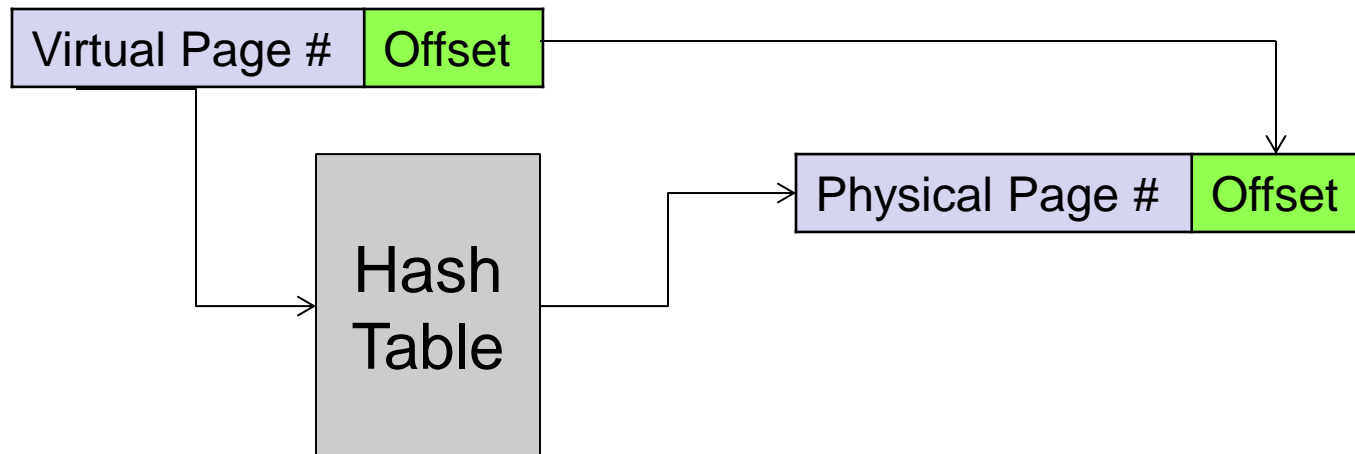 Virtual Page # Offset
Physical Page # Offset
Hash
Table